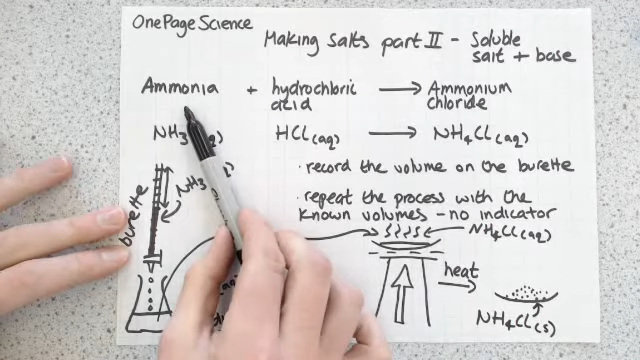 OnePageScience
Making salts part II - Soluble
salt + base
Ammonia + hydrochloric → Ammonium
acid chloride
NH3 q) HCl(aq) → NH4Cl(aq)
· record the volume on the burette
NH3
· repeat the process with the
known volumes - no indicator
burette
NH4Cl(aq)
heat
NH4Cl(s)